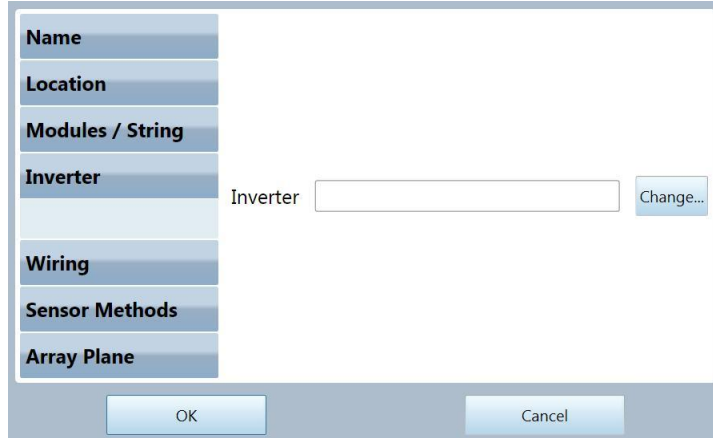 Name
Location
Modules / String
Inverter
Inverter
Change...
Wiring
Sensor Methods
Array Plane
OK
Cancel